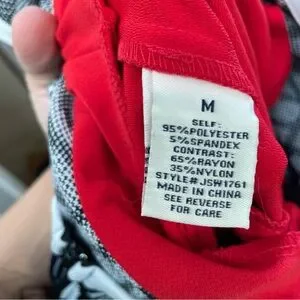 M
SELF:
95%POLYESTER
5%SPANDEX
CONTRAST:
65%RAYON
35%NYLON
STYLE# JSW1761
MADE IN CHINA
SEE REVERSE
FOR CARE